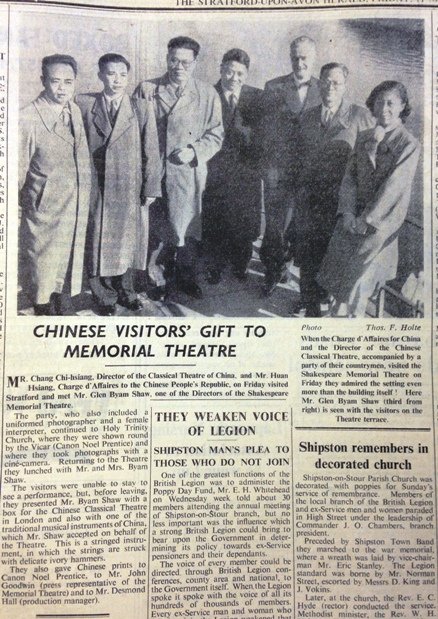 THE STRATFORD-UPON-AVON HERALD, FRIDAY,
CHINESE VISITORS' GIFT TO
MEMORIAL THEATRE
MR. Chang Chi-hsiang, Director of the Classical Theatre of China, and Mr. Huan
Hsiang, Charge d'Affaires to the Chinese People's Republic, on Friday visited
Stratford and met Mr. Glen Byam Shaw, one of the Directors of the Shakespeare
Memorial Theatre.
The party, who also included a
uniformed photographer and a female
interpreter, continued to Holy Trinity
Church, where they were shown round
by the Vicar (Canon Noel Prentice) and
where they took photographs with a
ciné-camera. Returning to the Theatre
they lunched with Mr. and Mrs. Byam
Shaw.
The visitors were unable to stay to
see a performance, but, before leaving,
they presented Mr. Byam Shaw with a
box for the Chinese Classical Theatre
in London and also with one of the
traditional musical instruments of China,
which Mr. Shaw accepted on behalf of
the Theatre. This is a stringed instru-
ment, in which the strings are struck
with delicate ivory hammers.
They also gave Chinese prints to
Canon Noel Prentice, to Mr. John
Goodwin (press representative of the
Memorial Theatre) and to Mr. Desmond
Hall (production manager).
THEY WEAKEN VOICE
OF LEGION
SHIPSTON MAN'S PLEA TO
THOSE WHO DO NOT JOIN
One of the greatest functions of the
British Legion was to administer the
Poppy Day Fund, Mr. E. H. Whitehead
on Wednesday week told about 30
members attending the annual meeting
of Shipston-on-Stour branch, but no
less important was the influence which
a strong British Legion could bring to
bear upon the Government in deter-
mining its policy towards ex-Service
pensioners and their dependants.
The voice of every member could be
directed through British Legion con-
ferences, county area and national, to
the Government itself. When the Legion
spoke it spoke with the voice of all its
hundreds of thousands of members.
Every ex-Service man and woman who
Photo Thos. F. Holte
When the Charge d'Affaires for China
and the Director of the Chinese
Classical Theatre, accompanied by a
party of their countrymen, visited the
Shakespeare Memorial Theatre on
Friday they admired the setting even
more than the building itself! Here
Mr. Glen Byam Shaw (third from
right) is seen with the visitors on the
Theatre terrace.
Shipston remembers in
decorated church
Shipston-on-Stour Parish Church was
decorated with poppies for Sunday's
service of remembrance. Members of
the local branch of the British Legion
and ex-Service men and women paraded
in High Street under the leadership of
Commander J. O. Chambers, branch
president.
Preceded by Shipston Town Band
they marched to the war memorial,
where a wreath was laid by vice-chair-
man Mr. Eric Stanley. The Legion
standard was borne by Mr. Norman
Street, escorted by Messrs D. King and
J. Yokins.
Later, at the church, the Rev. E. C.
Hyde (rector) conducted the service.
Methodist minister, the Rev. W. H.